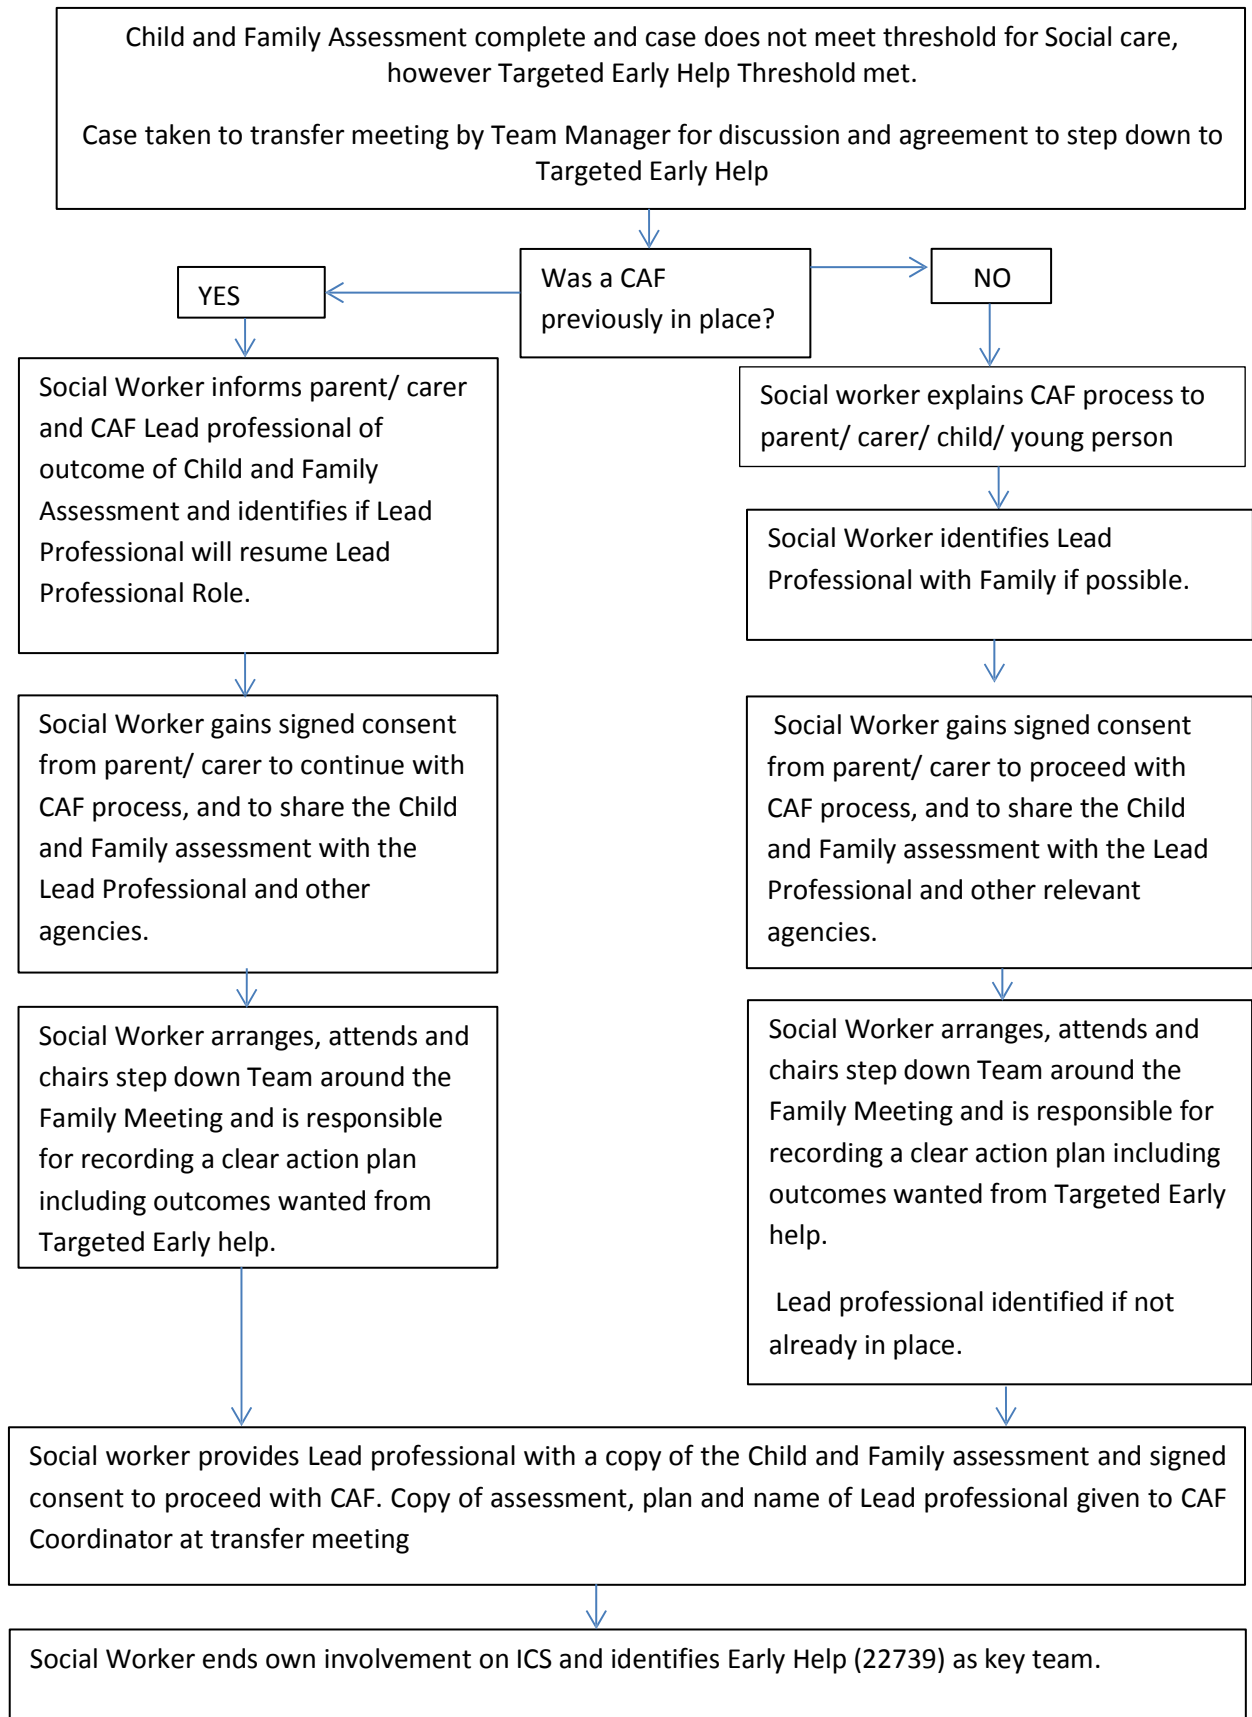 Child and Family Assessment complete and case does not meet threshold for Social care,
however Targeted Early Help Threshold met.
Case taken to transfer meeting by Team Manager for discussion and agreement to step down to
Targeted Early Help
Was a CAF
previously in place?
YES
NO
Social Worker informs parent/ carer
and CAF Lead professional of
outcome of Child and Family
Assessment and identifies if Lead
Professional will resume Lead
Professional Role.
Social Worker gains signed consent
from parent/ carer to continue with
CAF process, and to share the Child
and Family assessment with the
Lead Professional and other
agencies.
Social Worker arranges, attends and
chairs step down Team around the
Family Meeting and is responsible
for recording a clear action plan
including outcomes wanted from
Targeted Early help.
Social worker explains CAF process to
parent/ carer/ child/ young person
Social Worker identifies Lead
Professional with Family if possible.
Social Worker gains signed consent
from parent/ carer to proceed with
CAF process, and to share the Child
and Family assessment with the Lead
Professional and other relevant
agencies.
Social Worker arranges, attends and
chairs step down Team around the
Family Meeting and is responsible for
recording a clear action plan including
outcomes wanted from Targeted Early
help.
Lead professional identified if not
already in place.
Social worker provides Lead professional with a copy of the Child and Family assessment and signed
consent to proceed with CAF. Copy of assessment, plan and name of Lead professional given to CAF
Coordinator at transfer meeting
Social Worker ends own involvement on ICS and identifies Early Help (22739) as key team.